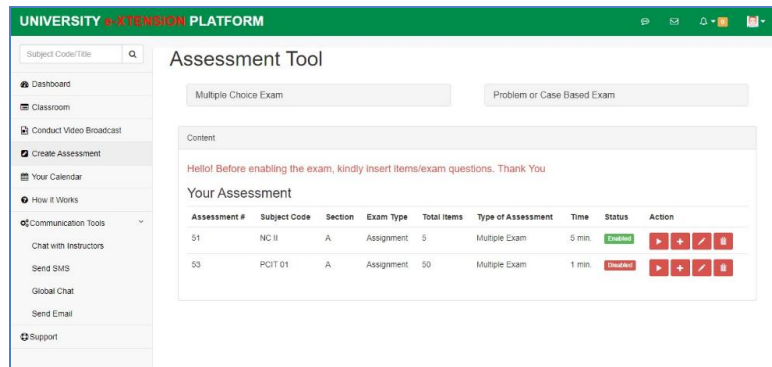 UNIVERSITY e-XTENSION PLATFORM
Subject Code/Title
Dashboard
Classroom
Conduct Video Broadcast
Create Assessment
Your Calendar
How it Works
Communication Tools
Chat with Instructors
Send SMS
Global Chat
Send Email
Support
Assessment Tool
Multiple Choice Exam
Problem or Case Based Exam
Content
Hello! Before enabling the exam, kindly insert items/exam questions. Thank You
Your Assessment
Assessment # Subject Code Section Exam Type Total Items Type of Assessment Time Status Action
51 NC II A Assignment 5 Multiple Exam 5 min. Enabled
53 PCIT 01 A Assignment 50 Multiple Exam 1 min. Disabled